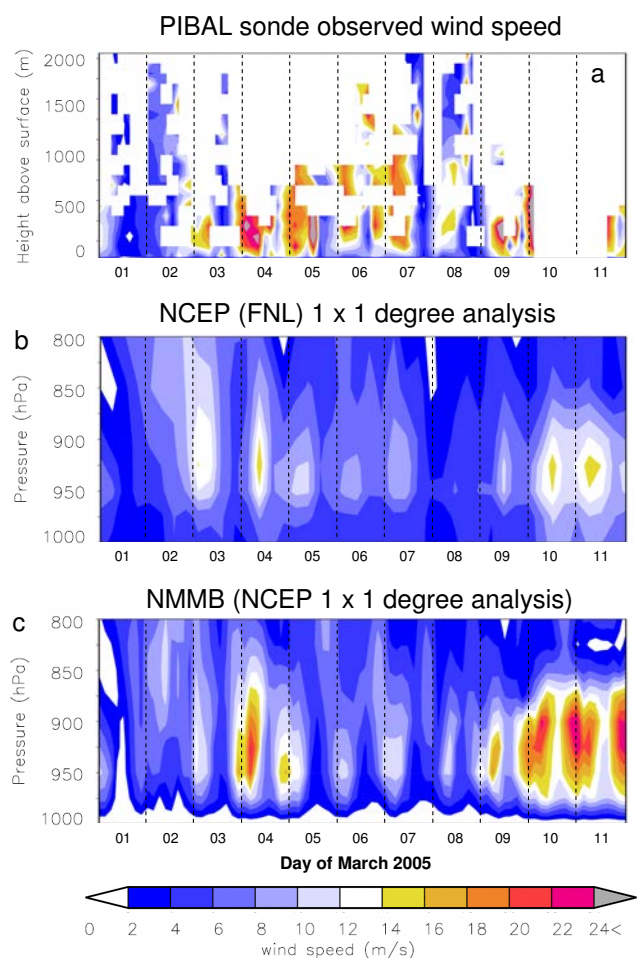 PIBAL sonde observed wind speed
a
Height above surface (m)
2000
1500
1000
500
0
01 02 03 04 05 06 07 08 09 10 11
NCEP (FNL) 1 x 1 degree analysis
b
Pressure (hPa)
800
850
900
950
1000
01 02 03 04 05 06 07 08 09 10 11
NMMB (NCEP 1 x 1 degree analysis)
c
Pressure (hPa)
800
850
900
950
1000
01 02 03 04 05 06 07 08 09 10 11
Day of March 2005
0 2 4 6 8 10 12 14 16 18 20 22 24<
wind speed (m/s)